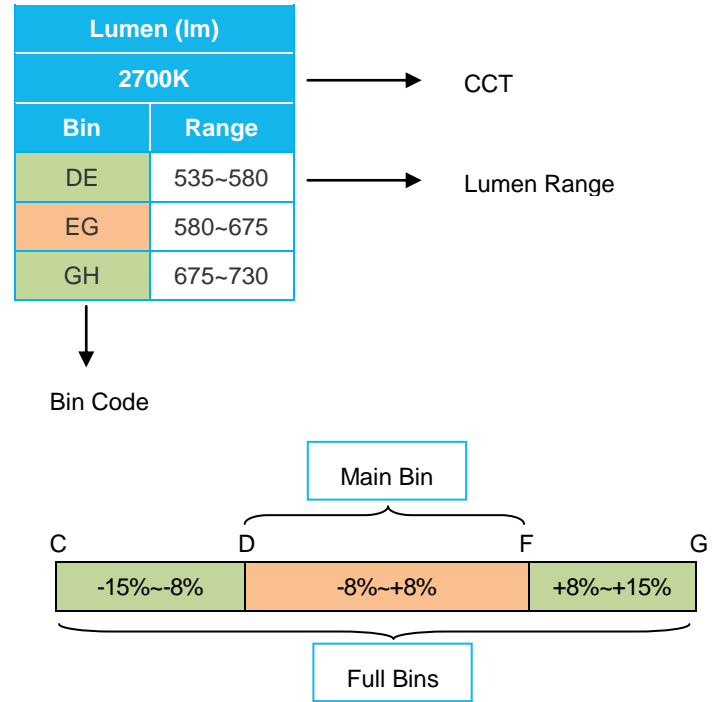 Lumen (lm)
2700K
CCT
Bin Range
DE 535~580
Lumen Range
EG 580~675
GH 675~730
Bin Code
Main Bin
C D F G
-15%~-8% -8%~+8% +8%~+15%
Full Bins